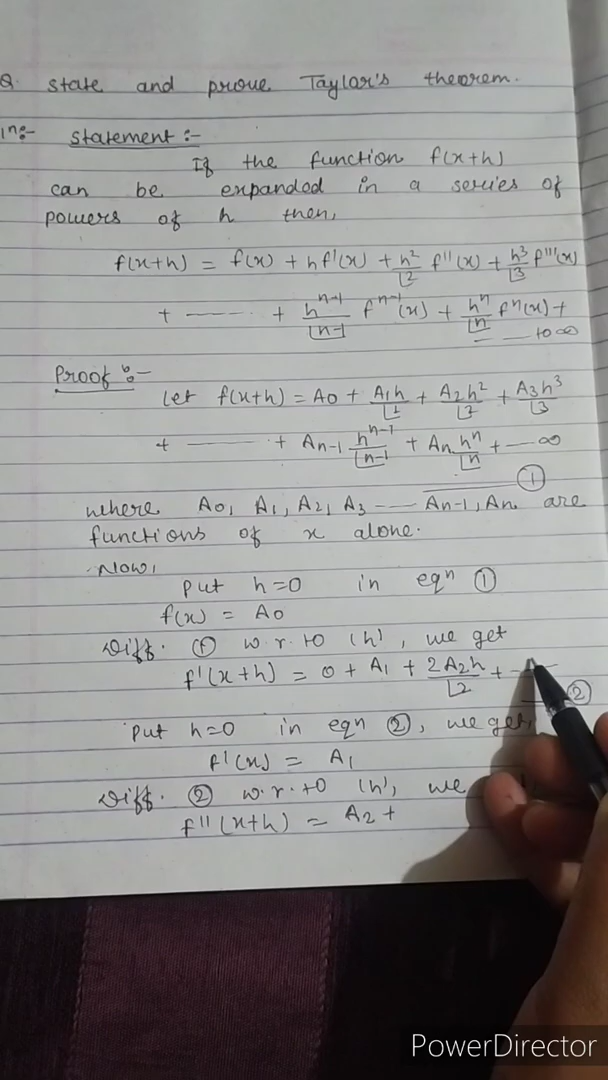 Q. state and prove Taylor's theorem.
1n:- statement :-
If the function f(x+h)
can be expanded in a series of
powers of h then,
f(x+h) = f(x) + hf'(x) + h²/⌊2 f''(x) + h³/⌊3 f'''(x)
+ ------ + hⁿ⁻¹/⌊n-1 fⁿ⁻¹(x) + hⁿ/⌊n fⁿ(x) +
--- to ∞
Proof :-
Let f(x+h) = A0 + A1h/⌊1 + A2h²/⌊2 + A3h³/⌊3
+ ------ + An-1 hⁿ⁻¹/⌊n-1 + An hⁿ/⌊n + --- ∞
①
where A0, A1, A2, A3 --- An-1, An are
functions of x alone.
Now,
put h=0 in eqn ①
f(x) = A0
Diff. ① w.r.to 'h', we get
f'(x+h) = 0 + A1 + 2A2h/⌊2 + ---
②
put h=0 in eqn ②, we get,
f'(x) = A1
Diff. ② w.r.to 'h', we
f''(x+h) = A2 +
PowerDirector